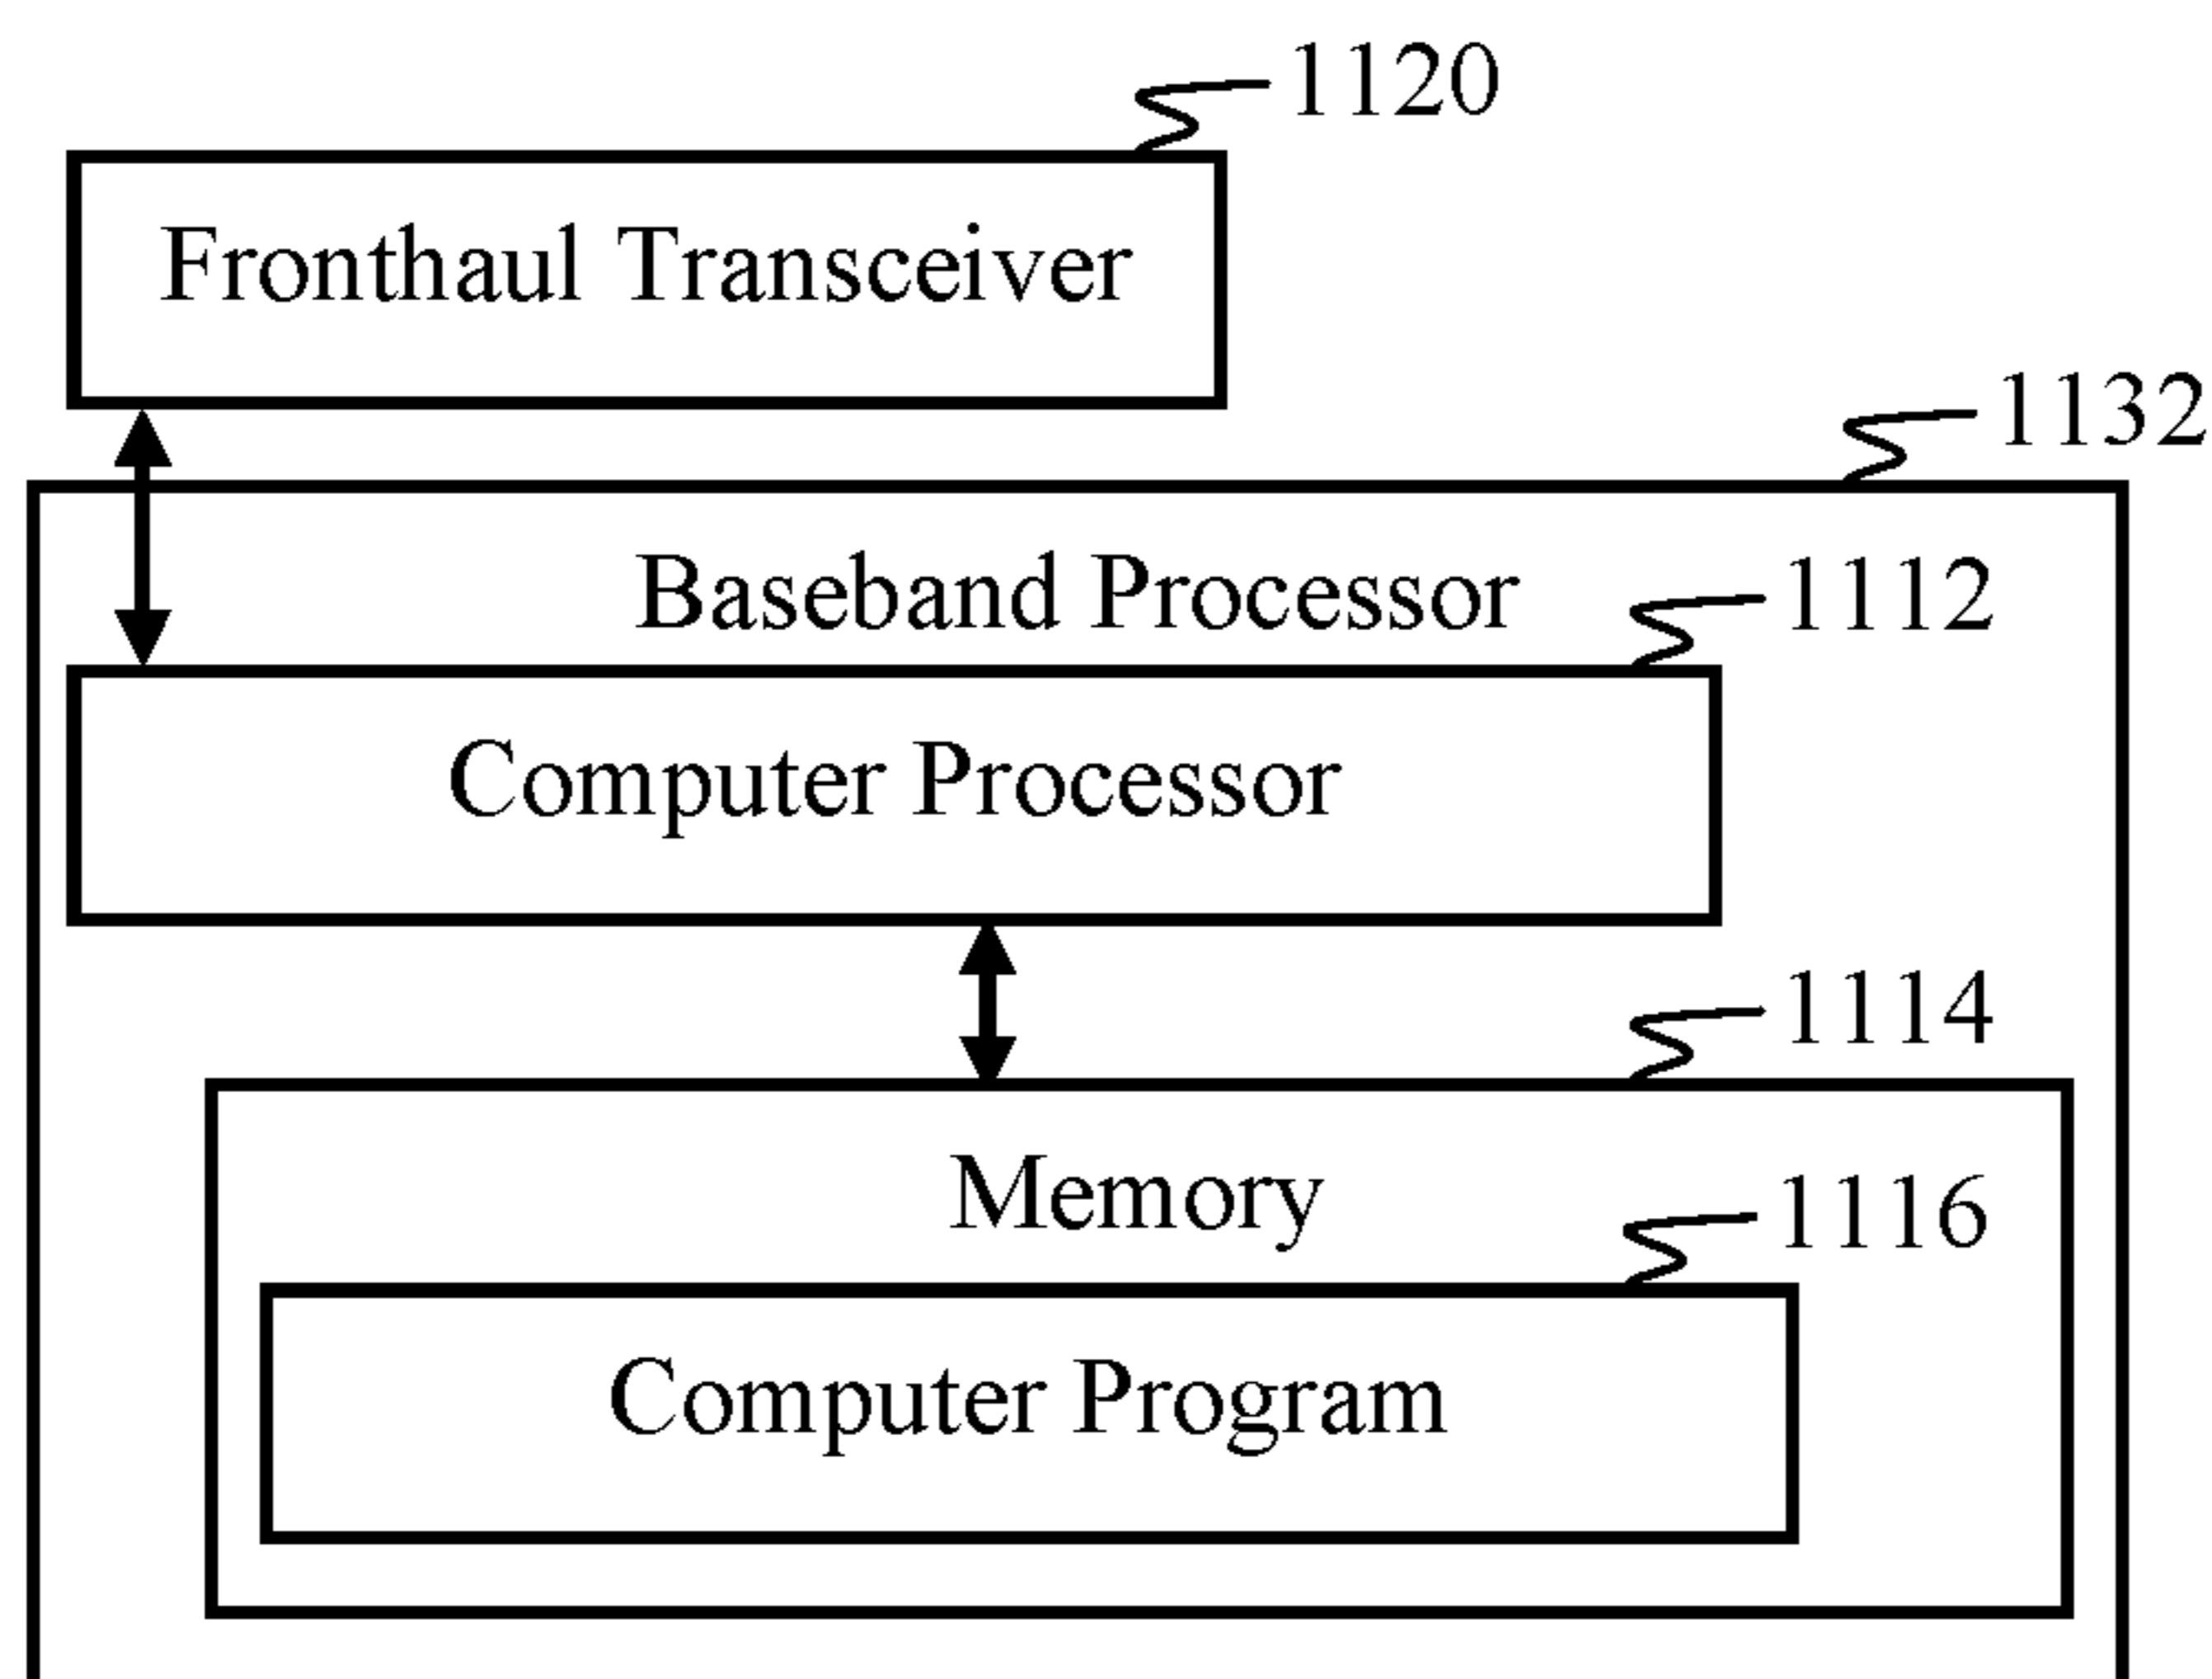 1120
Fronthaul Transceiver
1132
Baseband Processor
1112
Computer Processor
1114
Memory
1116
Computer Program